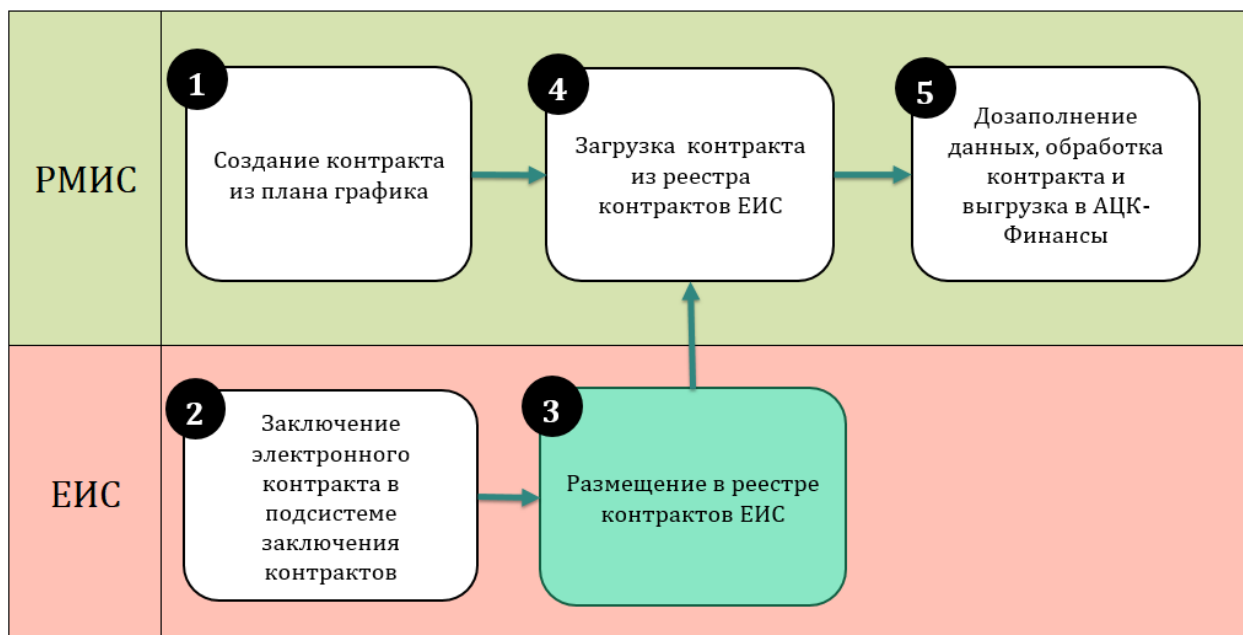 РМИС
1
Создание контракта
из плана графика
4
Загрузка контракта
из реестра
контрактов ЕИС
5
Дозаполнение
данных, обработка
контракта и
выгрузка в АЦК-
Финансы
ЕИС
2
Заключение
электронного
контракта в
подсистеме
заключения
контрактов
3
Размещение в реестре
контрактов ЕИС